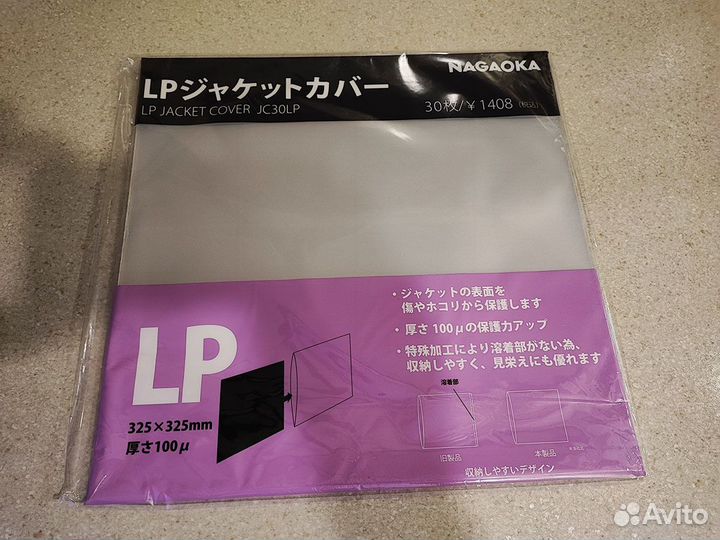 NAGAOKA
LPジャケットカバー
LP JACKET COVER JC30LP
30枚/¥1408 (税込)
・ジャケットの表面を
傷やホコリから保護します
・厚さ100μの保護力アップ
・特殊加工により溶着部がない為、
収納しやすく、見栄えにも優れます
LP
325×325mm
厚さ100μ
溶着部
旧製品
本製品
収納しやすいデザイン
Avito